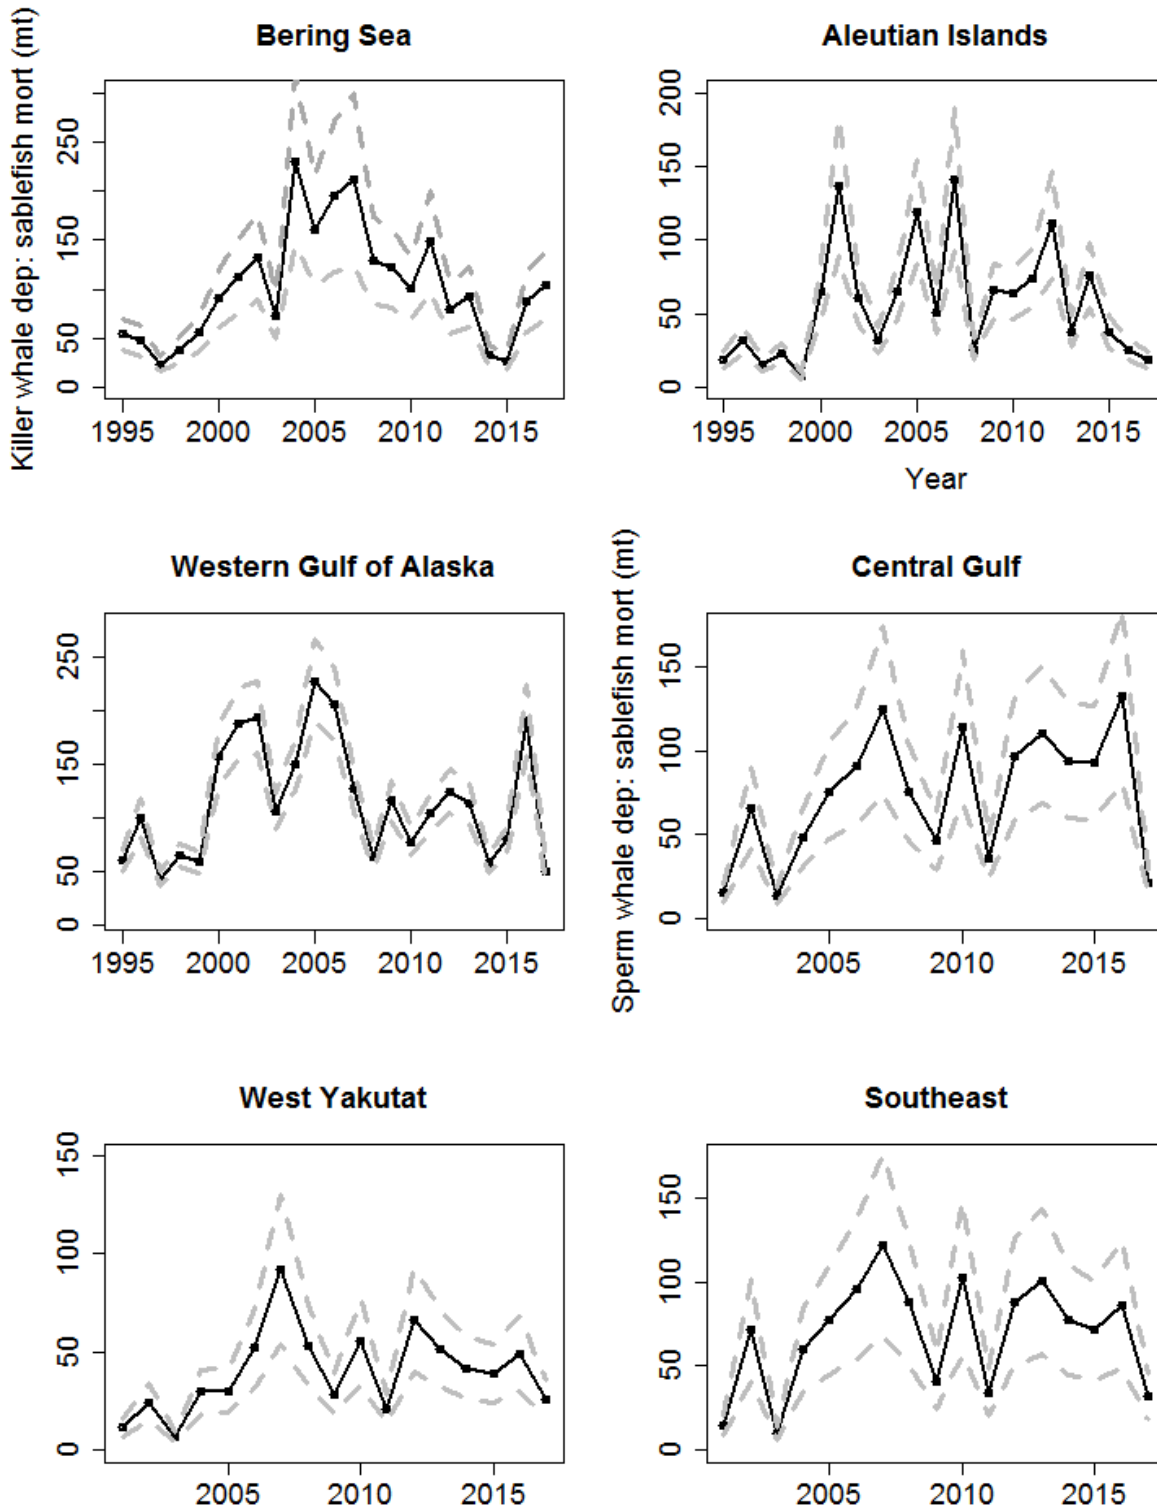 Killer whale dep: sablefish mort (mt)
Bering Sea
250
150
50
0
1995 2000 2005 2010 2015
Aleutian Islands
200
150
100
50
0
1995 2000 2005 2010 2015
Year
Western Gulf of Alaska
250
150
50
0
1995 2000 2005 2010 2015
Sperm whale dep: sablefish mort (mt)
Central Gulf
150
100
50
0
2005 2010 2015
West Yakutat
150
100
50
0
2005 2010 2015
Southeast
150
100
50
0
2005 2010 2015